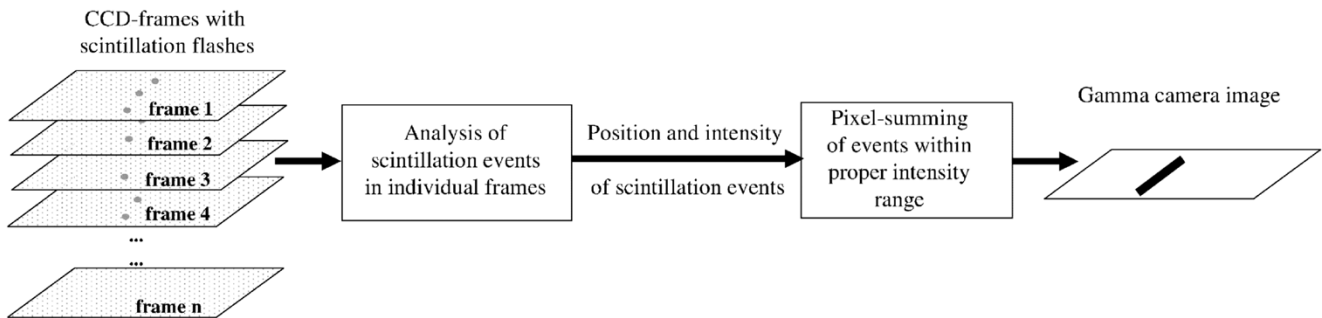 CCD-frames with
scintillation flashes
frame 1
frame 2
frame 3
frame 4
...
...
frame n
Analysis of
scintillation events
in individual frames
Position and intensity
of scintillation events
Pixel-summing
of events within
proper intensity
range
Gamma camera image